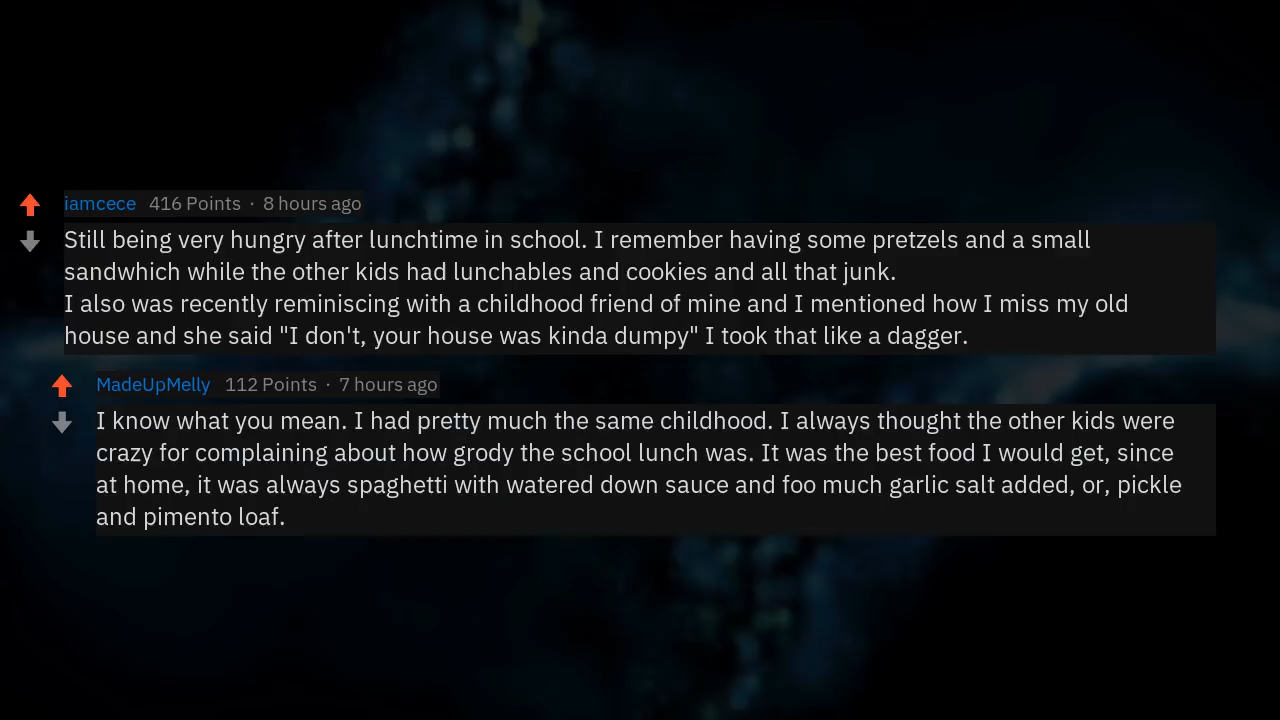 iamcece 416 Points · 8 hours ago
Still being very hungry after lunchtime in school. I remember having some pretzels and a small
sandwhich while the other kids had lunchables and cookies and all that junk.
I also was recently reminiscing with a childhood friend of mine and I mentioned how I miss my old
house and she said "I don't, your house was kinda dumpy" I took that like a dagger.
MadeUpMelly 112 Points · 7 hours ago
I know what you mean. I had pretty much the same childhood. I always thought the other kids were
crazy for complaining about how grody the school lunch was. It was the best food I would get, since
at home, it was always spaghetti with watered down sauce and foo much garlic salt added, or, pickle
and pimento loaf.